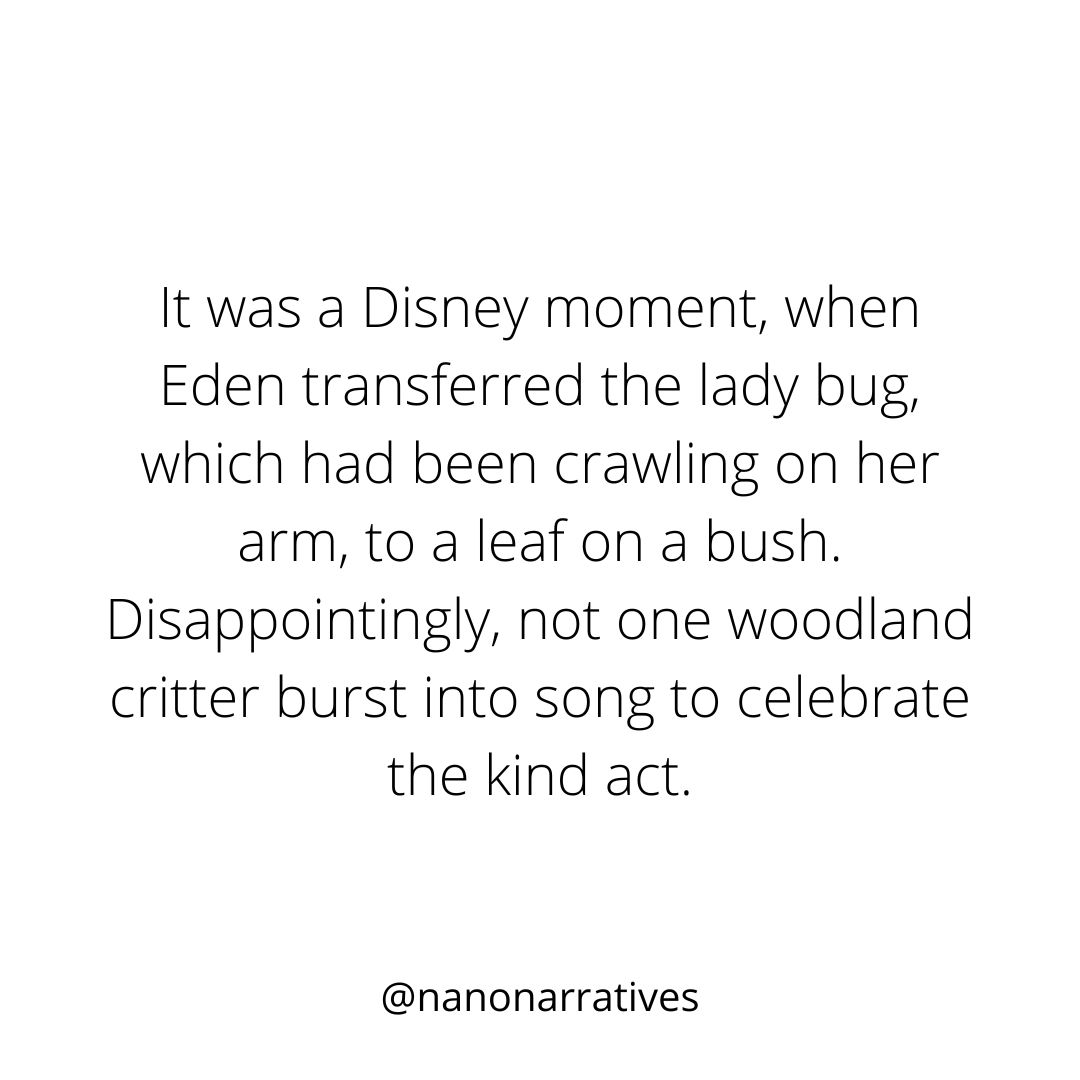 It was a Disney moment, when
Eden transferred the lady bug,
which had been crawling on her
arm, to a leaf on a bush.
Disappointingly, not one woodland
critter burst into song to celebrate
the kind act.
@nanonarratives